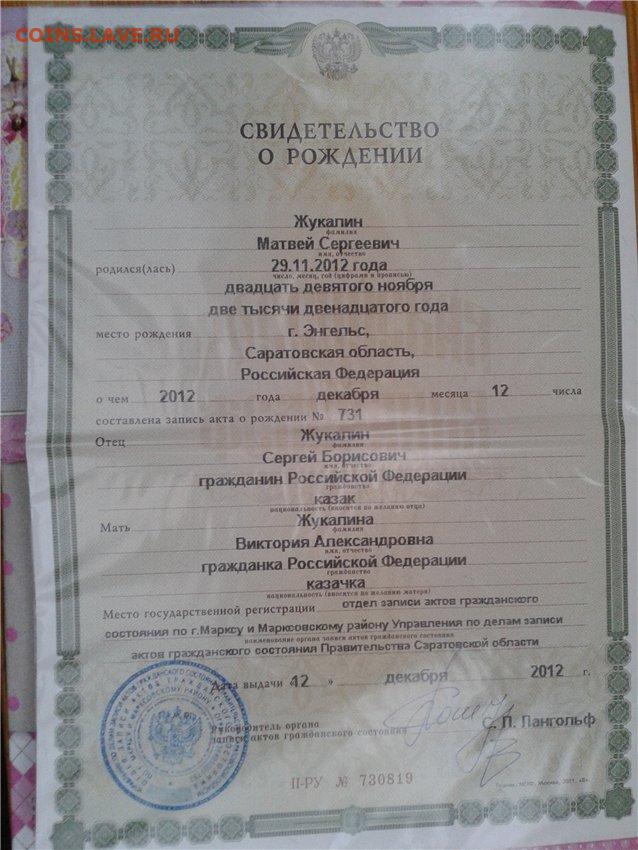 COINS.LAVE.RU
СВИДЕТЕЛЬСТВО
О РОЖДЕНИИ
Жукалин
фамилия
Матвей Сергеевич
имя, отчество
родился(лась) 29.11.2012 года
число, месяц, год (цифрами и прописью)
двадцать девятого ноября
две тысячи двенадцатого года
место рождения г. Энгельс,
Саратовская область,
Российская Федерация
о чем 2012 года декабря месяца 12 числа
составлена запись акта о рождении № 731
Отец Жукалин
фамилия
Сергей Борисович
имя, отчество
гражданин Российской Федерации
гражданство
казак
национальность (вносится по желанию отца)
Мать Жукалина
фамилия
Виктория Александровна
имя, отчество
гражданка Российской Федерации
гражданство
казачка
национальность (вносится по желанию матери)
Место государственной регистрации отдел записи актов гражданского
состояния по г.Марксу и Марксовскому району Управления по делам записи
наименование органа записи актов гражданского состояния
актов гражданского состояния Правительства Саратовской области
Дата выдачи «12 » декабря 2012 г.
Руководитель органа
записи актов гражданского состояния С. П. Лангольф
II-РУ № 730819